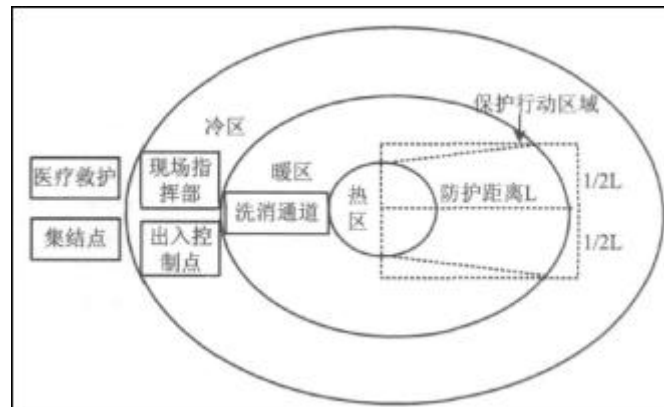 保护行动区域
冷区
医疗救护
现场指
挥部
暖区
热
区
防护距离L
1/2L
洗消通道
集结点
出入控
制点
1/2L